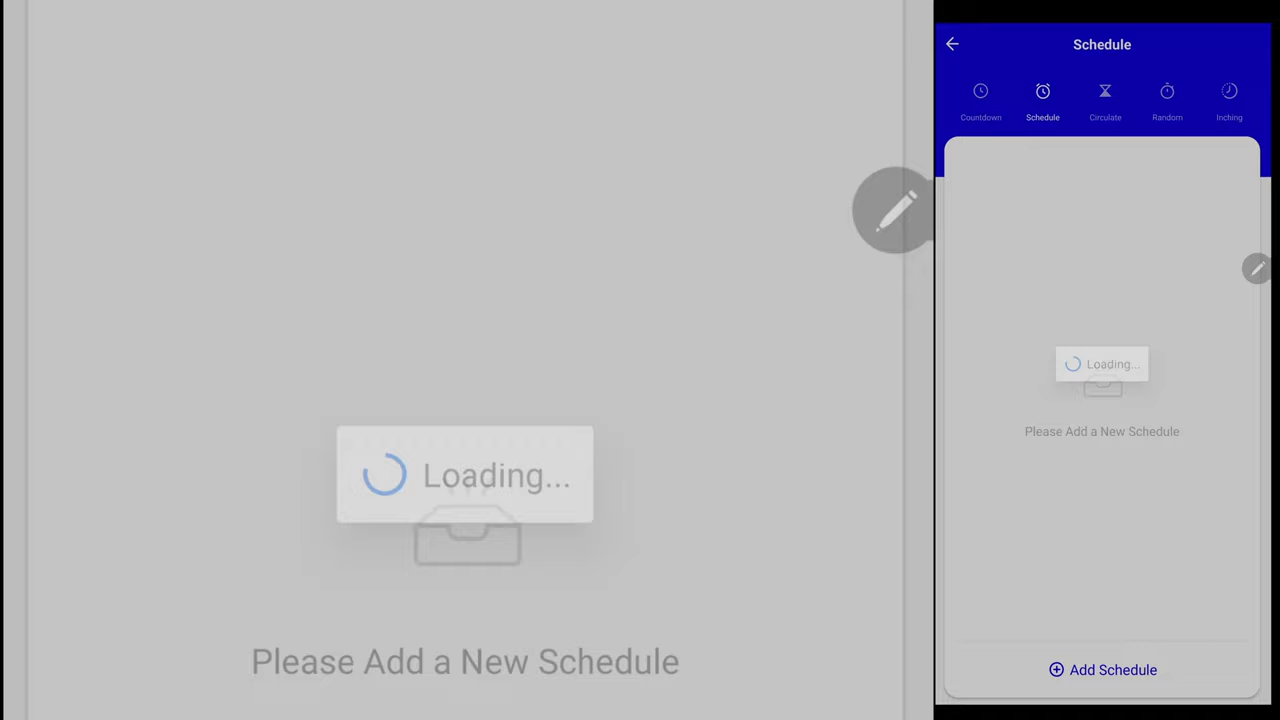 Loading...
Please Add a New Schedule
Schedule
Countdown
Schedule
Circulate
Random
Inching
Loading...
Please Add a New Schedule
Add Schedule